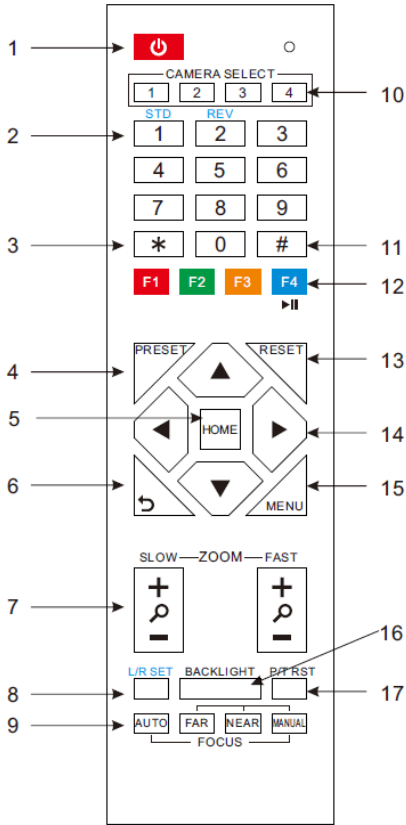 1
CAMERA SELECT
1 2 3 4
10
STD REV
2
1 2 3
4 5 6
7 8 9
3
* 0 #
11
F1 F2 F3 F4
12
PRESET RESET
13
4
5
HOME
14
6
MENU
15
SLOW ZOOM FAST
+ +
7
- -
16
L/R SET BACKLIGHT P/T RST
8
17
9
AUTO FAR NEAR MANUAL
FOCUS